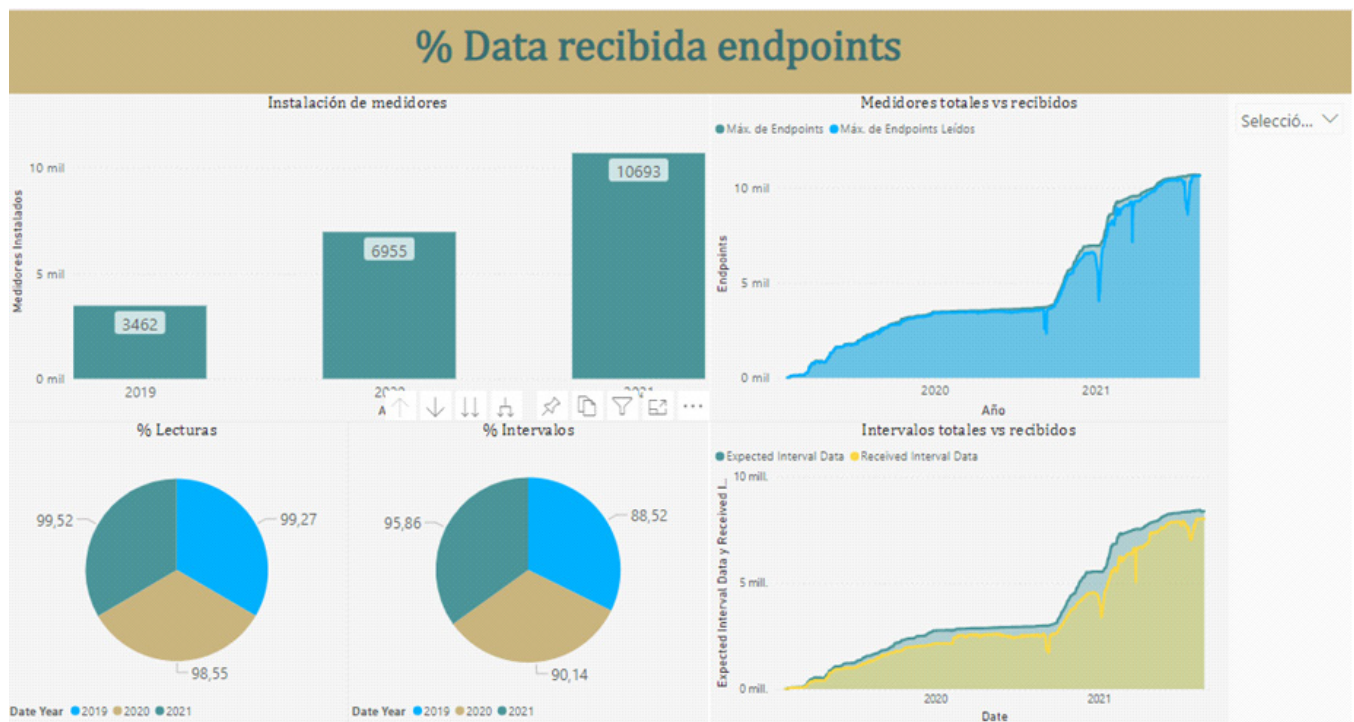 % Data recibida endpoints
Instalación de medidores
Medidores Instalados
10 mil
5 mil
0 mil
3462
6955
10693
2019
A
Medidores totales vs recibidos
Máx. de Endpoints Máx. de Endpoints Leídos
Endpoints
10 mil
5 mil
0 mil
2020 2021
Año
Selecció...
% Lecturas
99,52
99,27
98,55
Date Year 2019 2020 2021
% Intervalos
95,86
88,52
90,14
Date Year 2019 2020 2021
Intervalos totales vs recibidos
Expected Interval Data Received Interval Data
Expected Interval Data y Received I...
10 mill.
5 mill.
0 mill.
2020 2021
Date